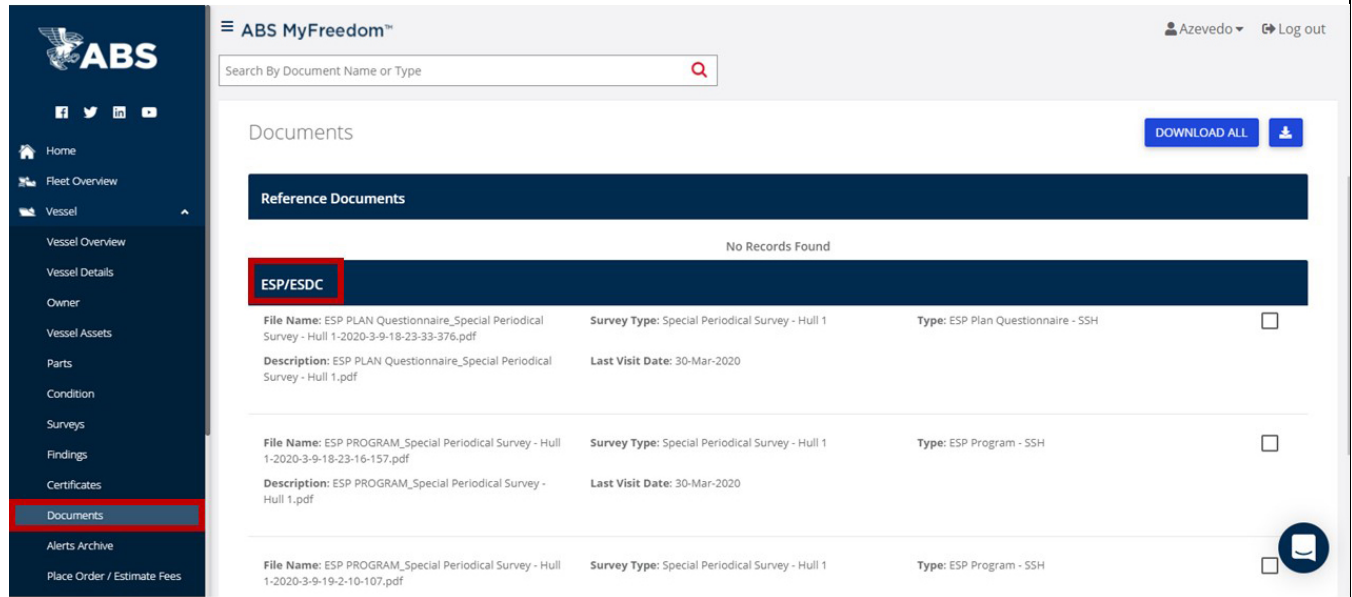 ABS
Home
Fleet Overview
Vessel
Vessel Overview
Vessel Details
Owner
Vessel Assets
Parts
Condition
Surveys
Findings
Certificates
Documents
Alerts Archive
Place Order / Estimate Fees
ABS MyFreedom™
Azevedo
Log out
Search By Document Name or Type
Documents
DOWNLOAD ALL
Reference Documents
No Records Found
ESP/ESDC
File Name: ESP PLAN Questionnaire_Special Periodical
Survey - Hull 1-2020-3-9-18-23-33-376.pdf
Survey Type: Special Periodical Survey - Hull 1
Type: ESP Plan Questionnaire - SSH
Description: ESP PLAN Questionnaire_Special Periodical
Survey - Hull 1.pdf
Last Visit Date: 30-Mar-2020
File Name: ESP PROGRAM_Special Periodical Survey - Hull
1-2020-3-9-18-23-16-157.pdf
Survey Type: Special Periodical Survey - Hull 1
Type: ESP Program - SSH
Description: ESP PROGRAM_Special Periodical Survey -
Hull 1.pdf
Last Visit Date: 30-Mar-2020
File Name: ESP PROGRAM_Special Periodical Survey - Hull
1-2020-3-9-19-2-10-107.pdf
Survey Type: Special Periodical Survey - Hull 1
Type: ESP Program - SSH